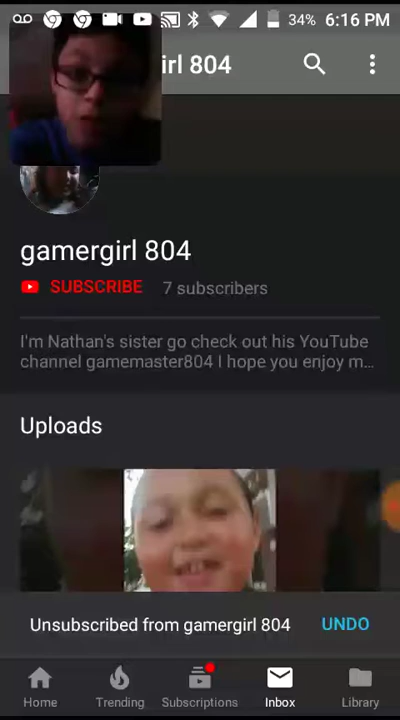 34% 6:16 PM
irl 804
gamergirl 804
SUBSCRIBE 7 subscribers
I'm Nathan's sister go check out his YouTube
channel gamemaster804 I hope you enjoy m...
Uploads
Unsubscribed from gamergirl 804 UNDO
Home Trending Subscriptions Inbox Library